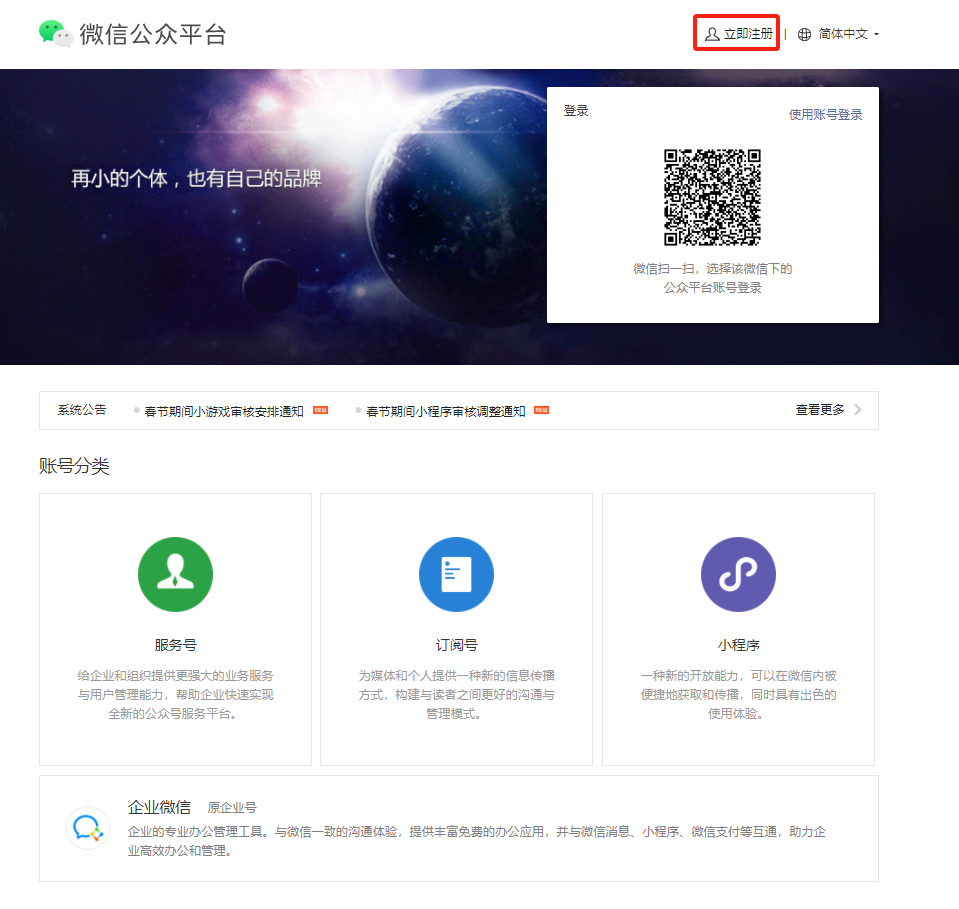 微信公众平台
立即注册 | 简体中文
再小的个体，也有自己的品牌
登录
使用账号登录
微信扫一扫，选择该微信下的
公众平台账号登录
系统公告 春节期间小游戏审核安排通知 春节期间小程序审核调整通知 查看更多
账号分类
服务号
给企业和组织提供更强大的业务服务
与用户管理能力，帮助企业快速实现
全新的公众号服务平台。
订阅号
为媒体和个人提供一种新的信息传播
方式，构建与读者之间更好的沟通与
管理模式。
小程序
一种新的开放能力，可以在微信内被
便捷地获取和传播，同时具有出色的
使用体验。
企业微信 原企业号
企业的专业办公管理工具。与微信一致的沟通体验，提供丰富免费的办公应用，并与微信消息、小程序、微信支付等互通，助力企
业高效办公和管理。